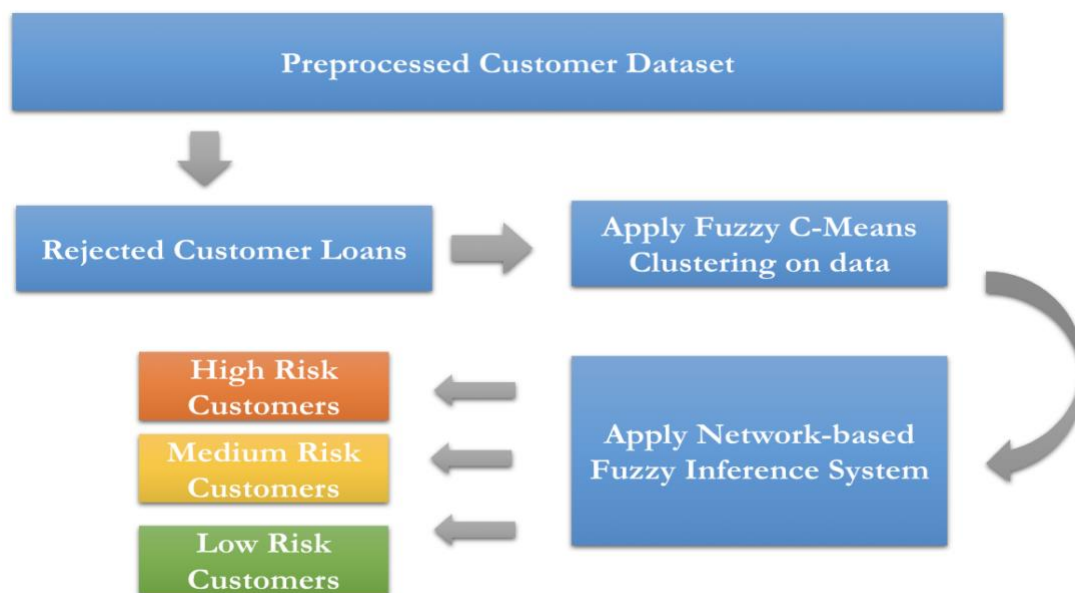 Preprocessed Customer Dataset
Rejected Customer Loans
Apply Fuzzy C-Means
Clustering on data
High Risk
Customers
Medium Risk
Customers
Low Risk
Customers
Apply Network-based
Fuzzy Inference System